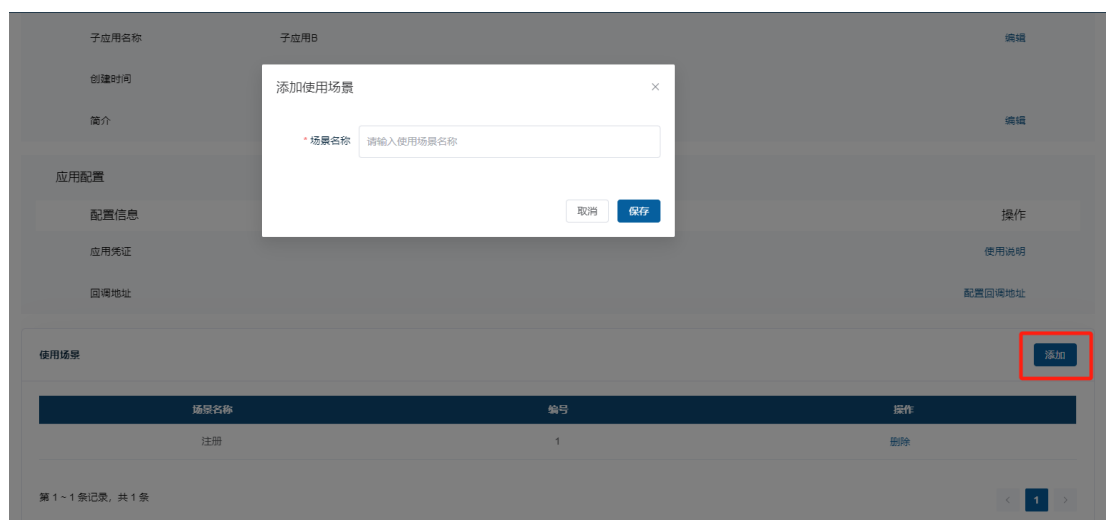 子应用名称 子应用B 编辑
创建时间
添加使用场景 ×
简介 编辑
* 场景名称 请输入使用场景名称
应用配置
取消 保存
配置信息 操作
应用凭证 使用说明
回调地址 配置回调地址
使用场景 添加
场景名称 编号 操作
注册 1 删除
第 1 ~ 1 条记录, 共 1 条 < 1 >